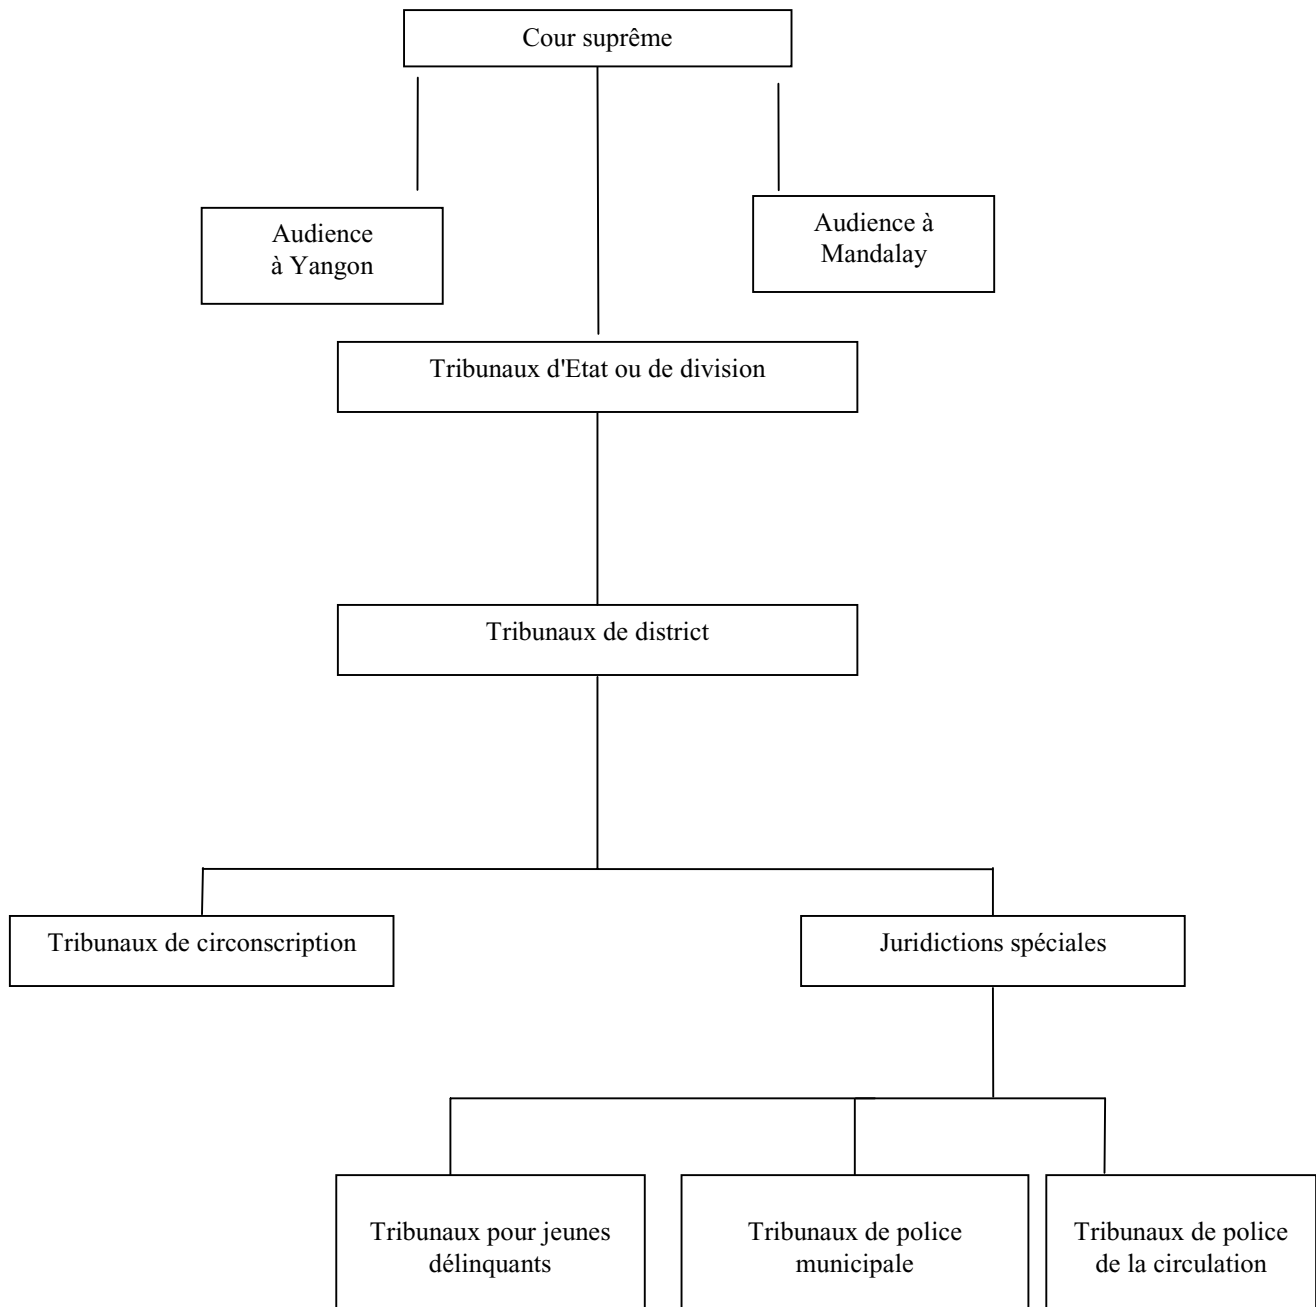 Cour suprême
Audience
à Yangon
Audience à
Mandalay
Tribunaux d'Etat ou de division
Tribunaux de district
Tribunaux de circonscription
Juridictions spéciales
Tribunaux pour jeunes
délinquants
Tribunaux de police
municipale
Tribunaux de police
de la circulation